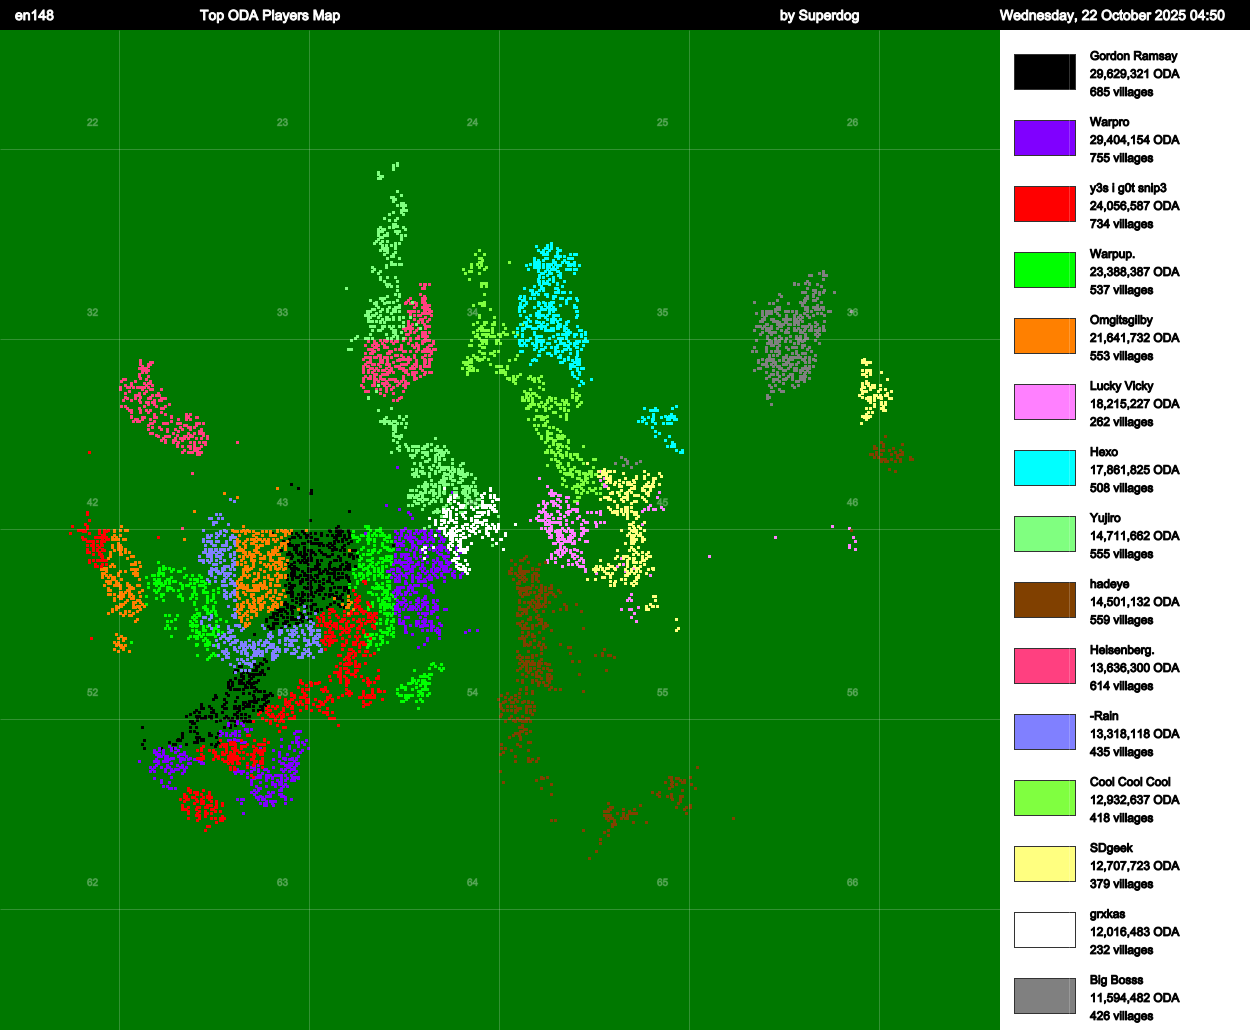 en148 Top ODA Players Map by Superdog Wednesday, 22 October 2025 04:50
Gordon Ramsay
29,629,321 ODA
685 villages
Warpro
29,404,154 ODA
755 villages
y3s i g0t snip3
24,056,587 ODA
734 villages
Warpup.
23,388,387 ODA
537 villages
Omgitsgilby
21,641,732 ODA
553 villages
Lucky Vicky
18,215,227 ODA
262 villages
Hexo
17,861,825 ODA
508 villages
Yujiro
14,711,662 ODA
555 villages
hadeye
14,501,132 ODA
559 villages
Heisenberg.
13,636,300 ODA
614 villages
-Rain
13,318,118 ODA
435 villages
Cool Cool Cool
12,932,637 ODA
418 villages
SDgeek
12,707,723 ODA
379 villages
grxkas
12,016,483 ODA
232 villages
Big Bosss
11,594,482 ODA
426 villages
22 23 24 25 26
32 33 34 35 36
42 43 44 45 46
52 53 54 55 56
62 63 64 65 66